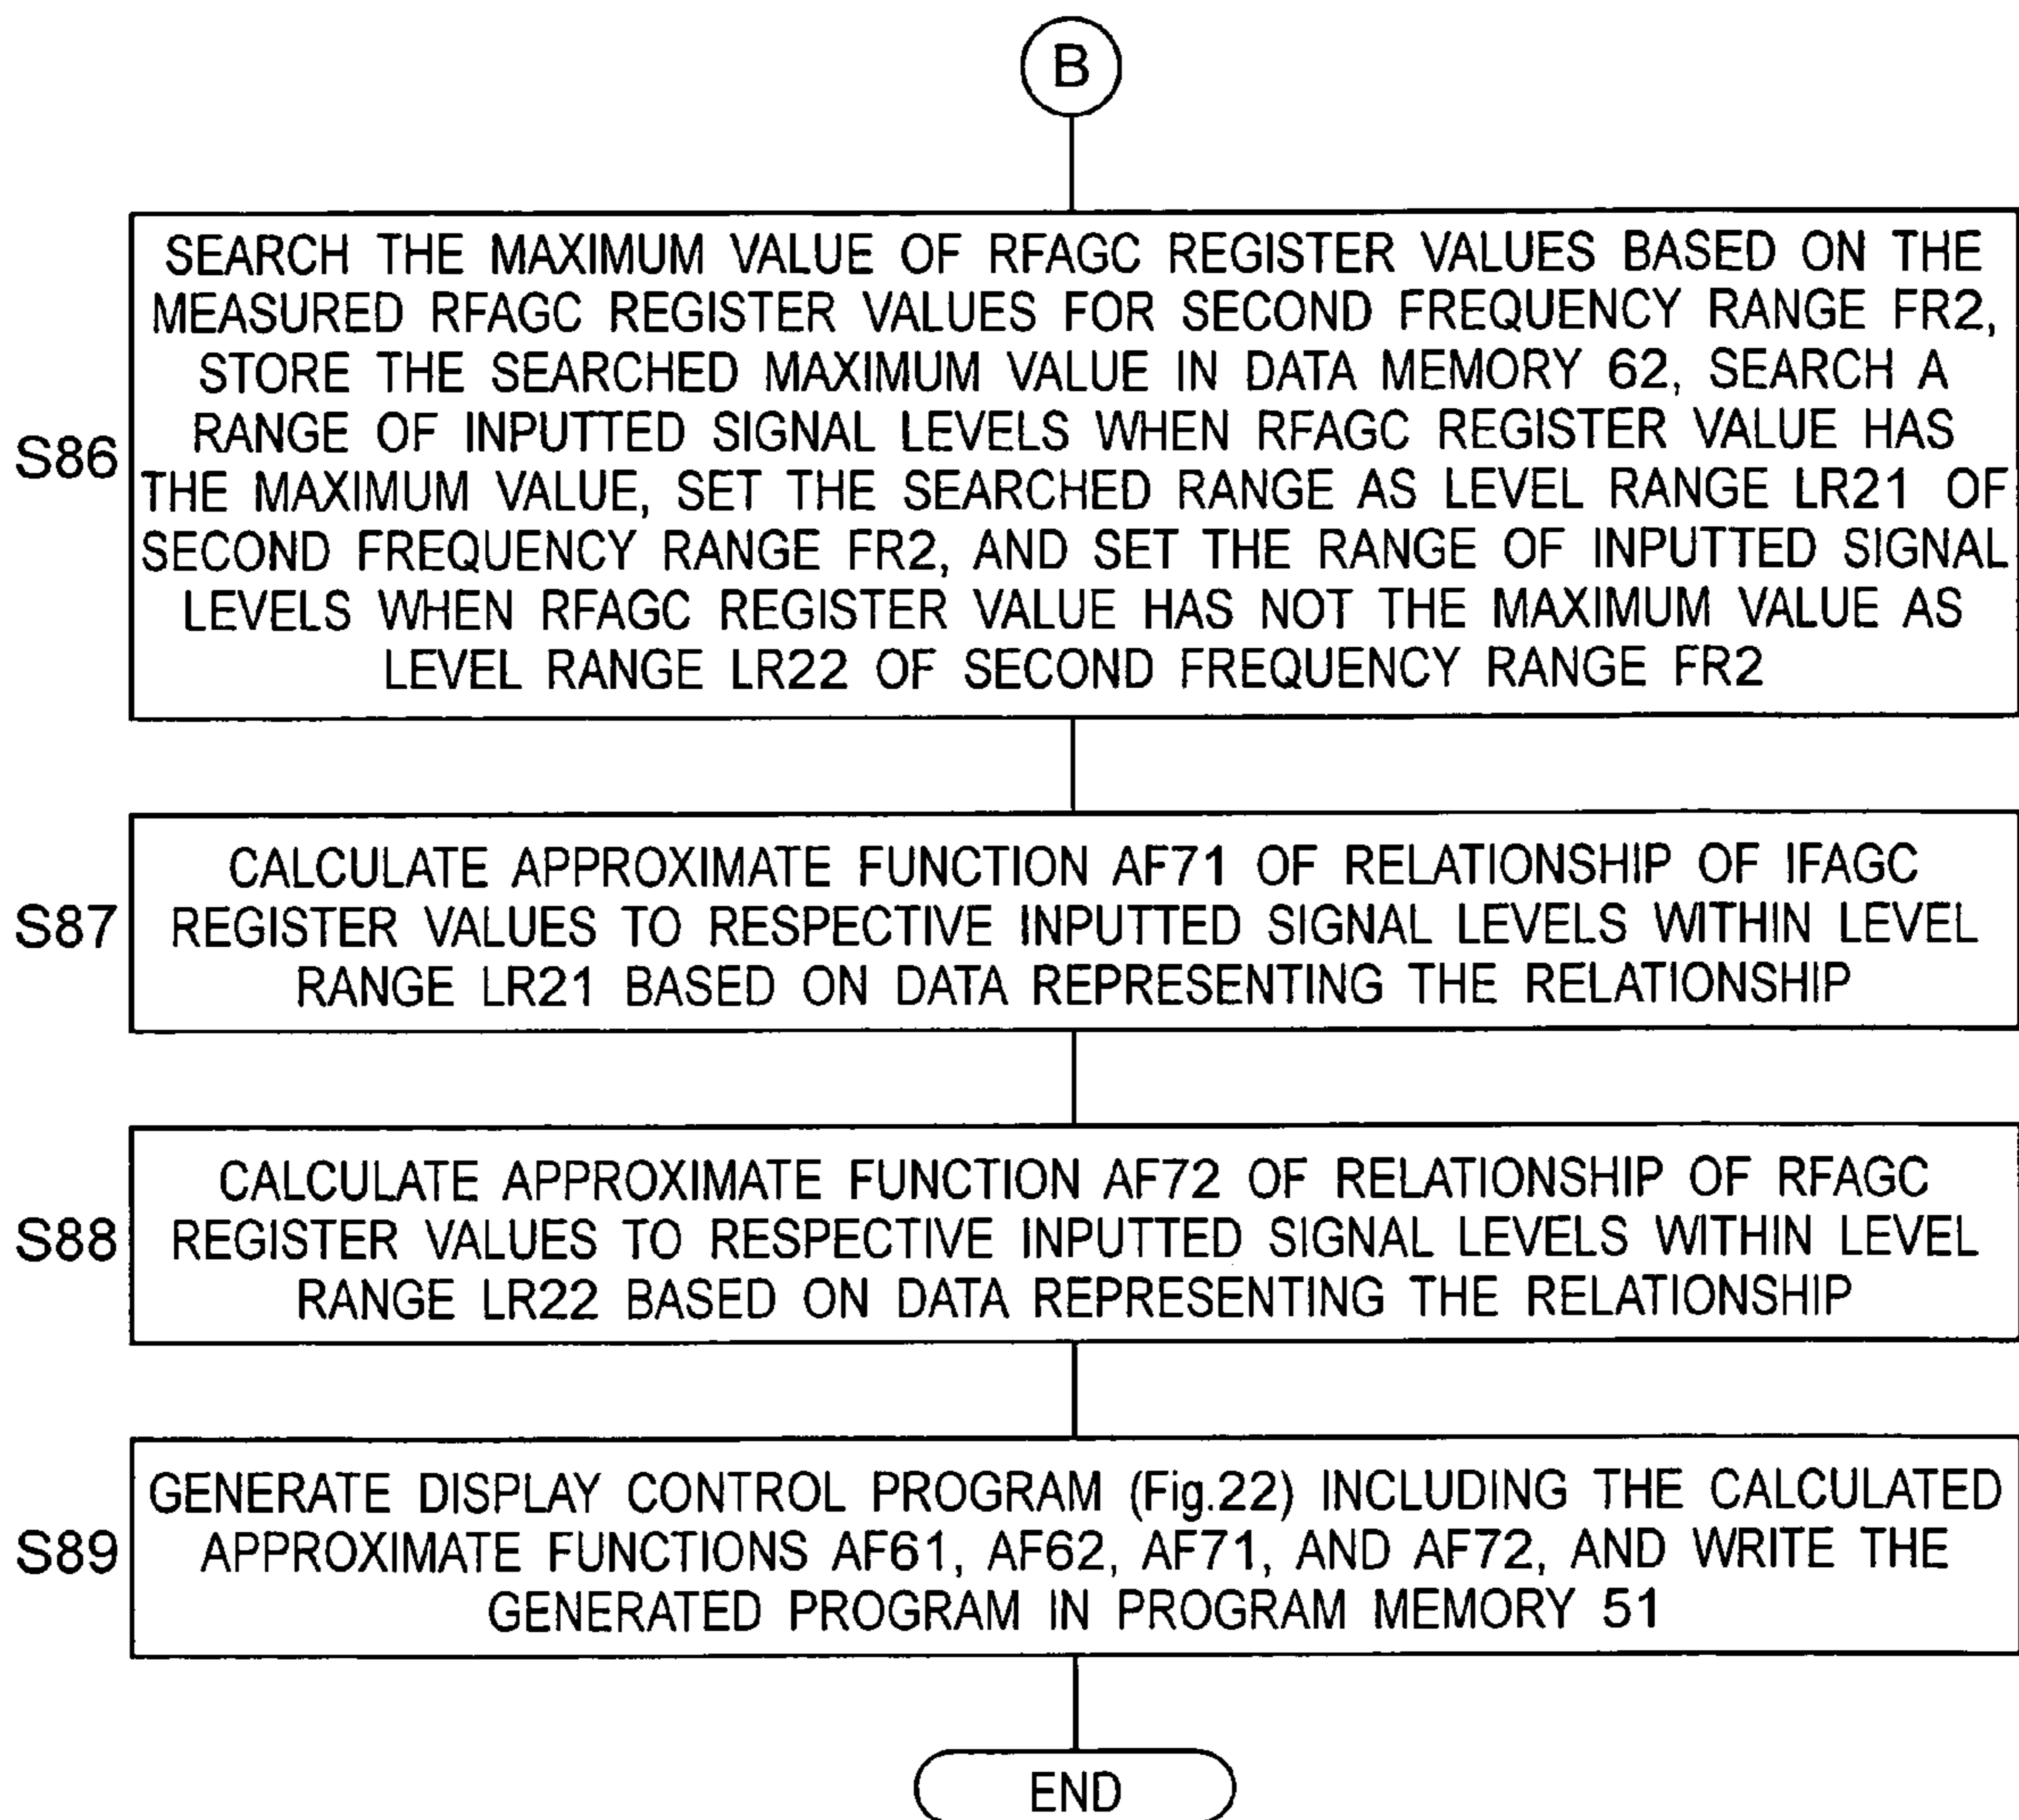 B
SEARCH THE MAXIMUM VALUE OF RFAGC REGISTER VALUES BASED ON THE
MEASURED RFAGC REGISTER VALUES FOR SECOND FREQUENCY RANGE FR2,
STORE THE SEARCHED MAXIMUM VALUE IN DATA MEMORY 62, SEARCH A
RANGE OF INPUTTED SIGNAL LEVELS WHEN RFAGC REGISTER VALUE HAS
S86
THE MAXIMUM VALUE, SET THE SEARCHED RANGE AS LEVEL RANGE LR21 OF
SECOND FREQUENCY RANGE FR2, AND SET THE RANGE OF INPUTTED SIGNAL
LEVELS WHEN RFAGC REGISTER VALUE HAS NOT THE MAXIMUM VALUE AS
LEVEL RANGE LR22 OF SECOND FREQUENCY RANGE FR2
CALCULATE APPROXIMATE FUNCTION AF71 OF RELATIONSHIP OF IFAGC
S87
REGISTER VALUES TO RESPECTIVE INPUTTED SIGNAL LEVELS WITHIN LEVEL
RANGE LR21 BASED ON DATA REPRESENTING THE RELATIONSHIP
CALCULATE APPROXIMATE FUNCTION AF72 OF RELATIONSHIP OF RFAGC
S88
REGISTER VALUES TO RESPECTIVE INPUTTED SIGNAL LEVELS WITHIN LEVEL
RANGE LR22 BASED ON DATA REPRESENTING THE RELATIONSHIP
GENERATE DISPLAY CONTROL PROGRAM (Fig.22) INCLUDING THE CALCULATED
S89
APPROXIMATE FUNCTIONS AF61, AF62, AF71, AND AF72, AND WRITE THE
GENERATED PROGRAM IN PROGRAM MEMORY 51
END